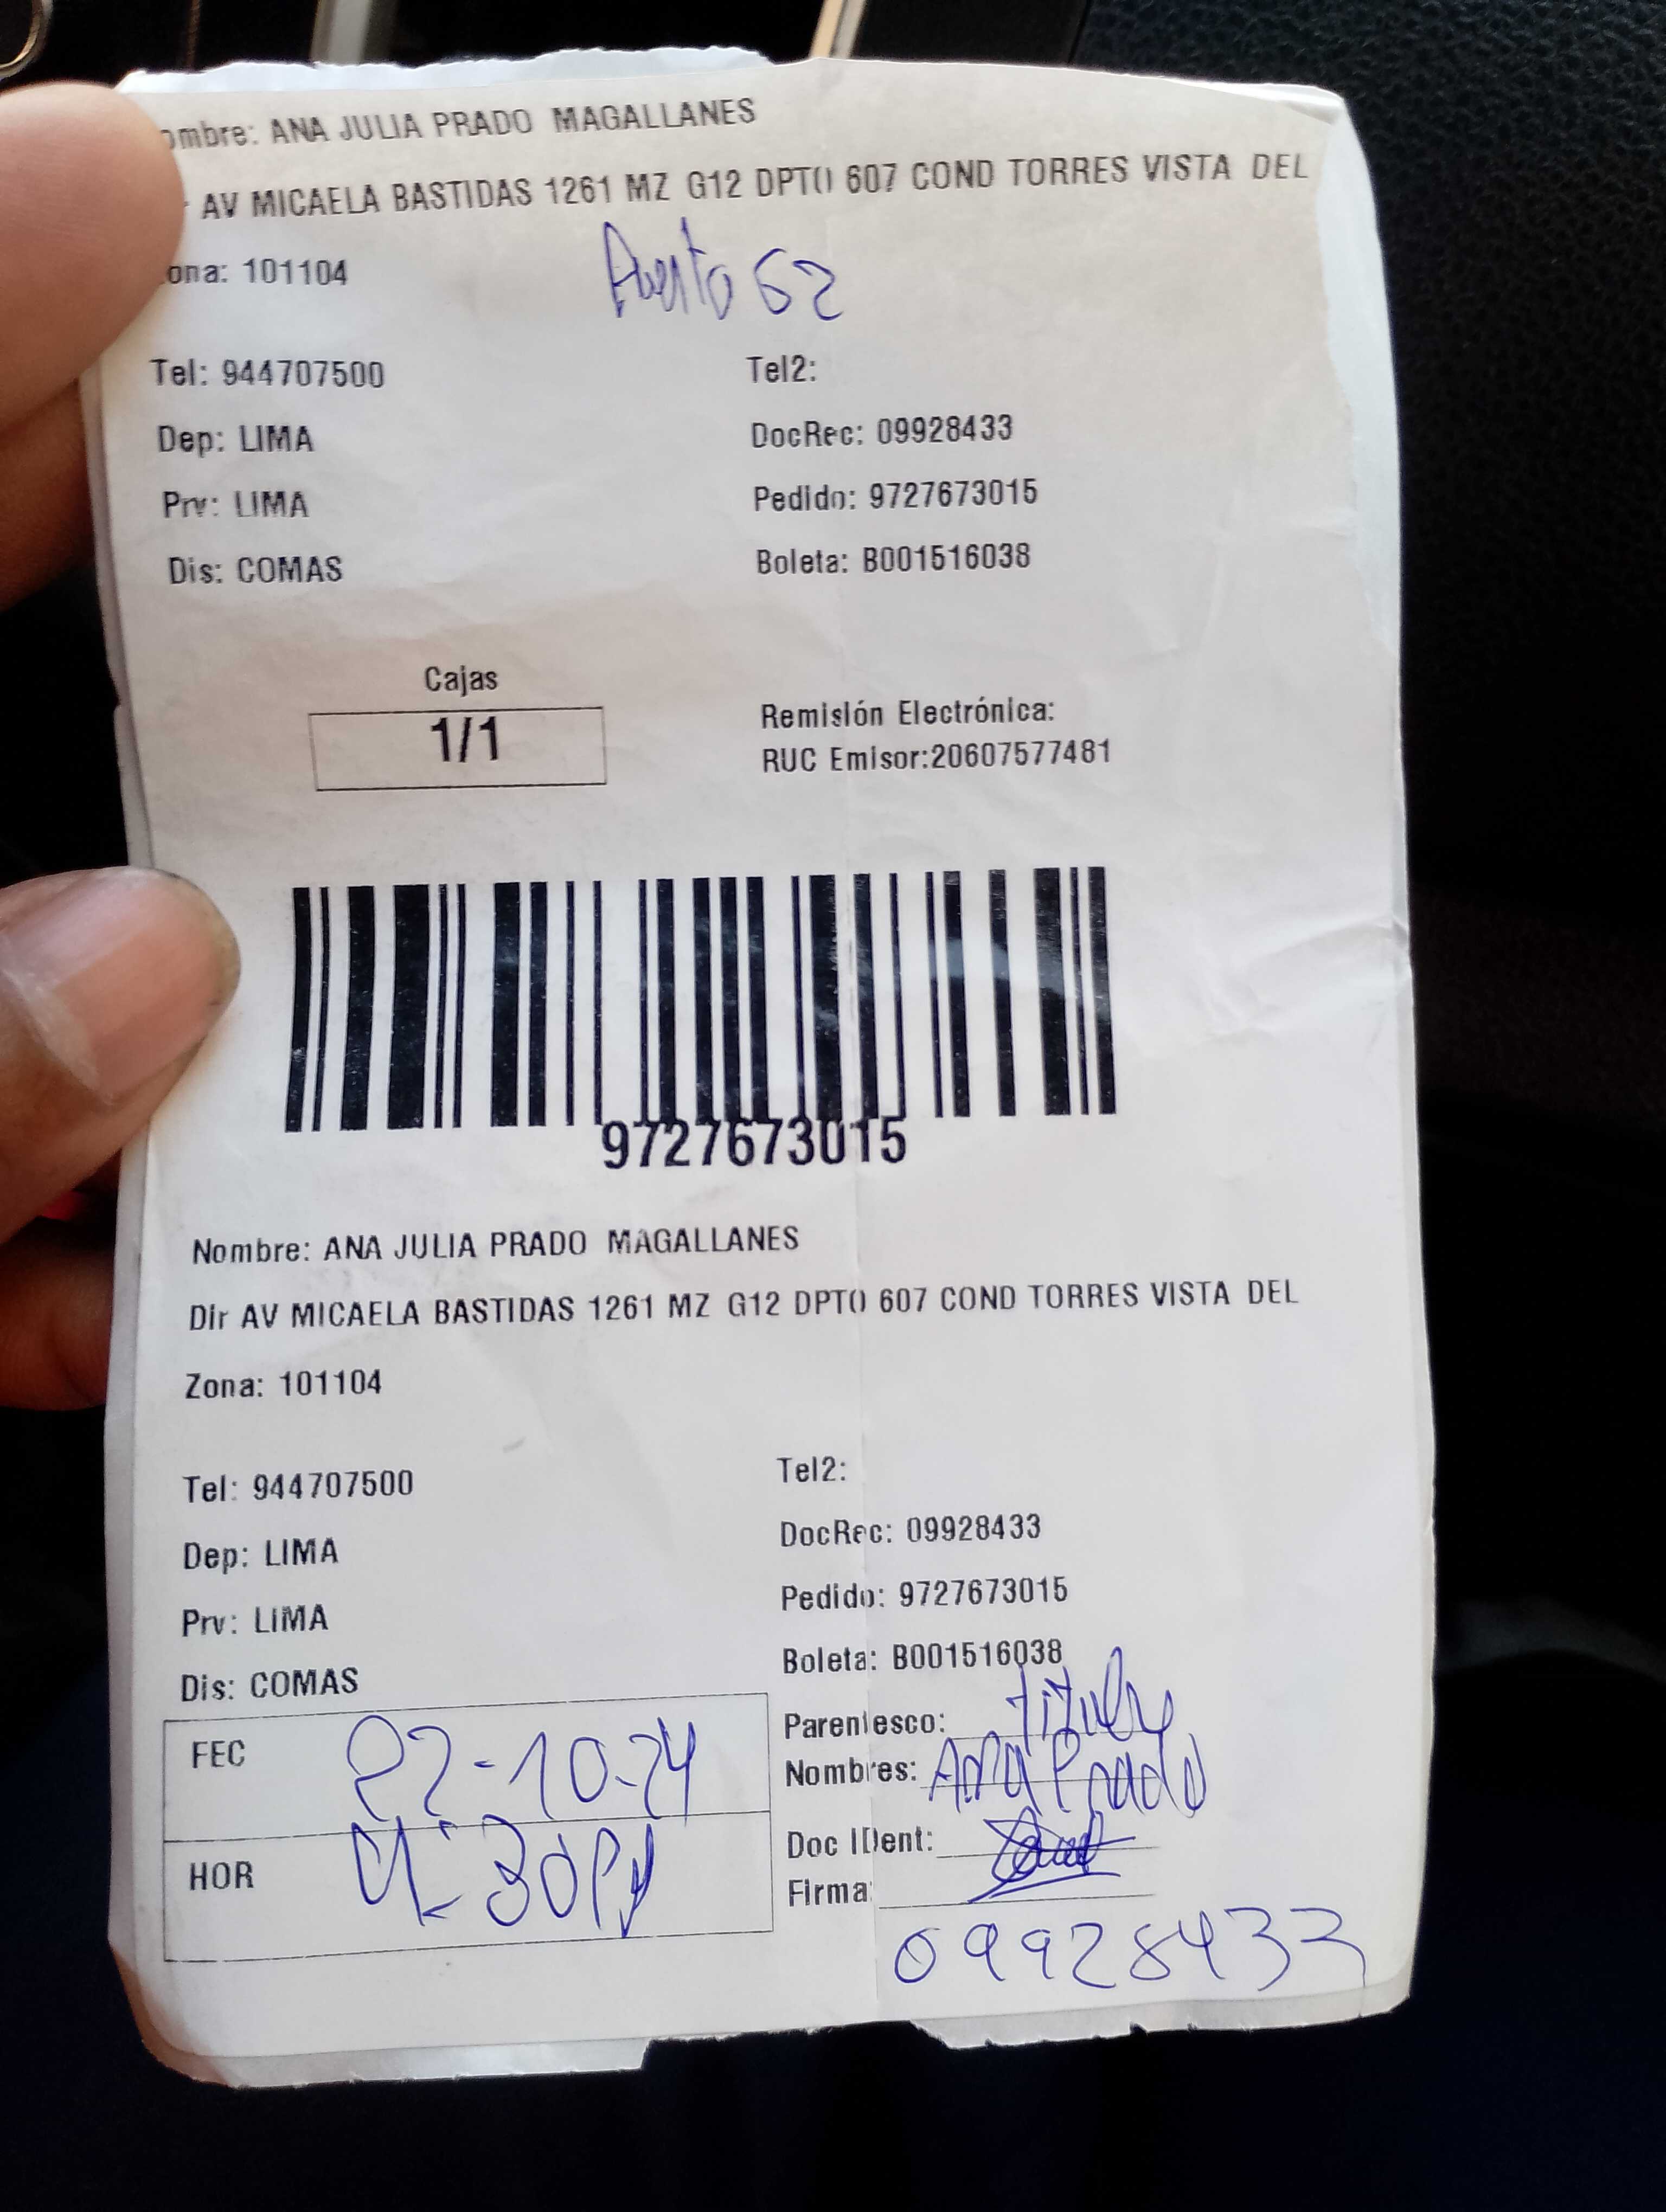 ombre: ANA JULIA PRADO MAGALLANES
AV MICAELA BASTIDAS 1261 MZ G12 DPTO 607 COND TORRES VISTA DEL
ona: 101104
62
Tel: 944707500 Tel2:
Dep: LIMA DocRec: 09928433
Prv: LIMA Pedido: 9727673015
Dis: COMAS Boleta: B001516038
Cajas
1/1
Remisión Electrónica:
RUC Emisor:20607577481
9727673015
Nombre: ANA JULIA PRADO MAGALLANES
Dir AV MICAELA BASTIDAS 1261 MZ G12 DPTO 607 COND TORRES VISTA DEL
Zona: 101104
Tel: 944707500 Tel2:
Dep: LIMA DocRec: 09928433
Prv: LIMA Pedido: 9727673015
Dis: COMAS Boleta: B001516038
FEC 22-10-24
HOR
Parentesco: titular
Nombres: Ana Prado
Doc IDent:
Firma:
09928433